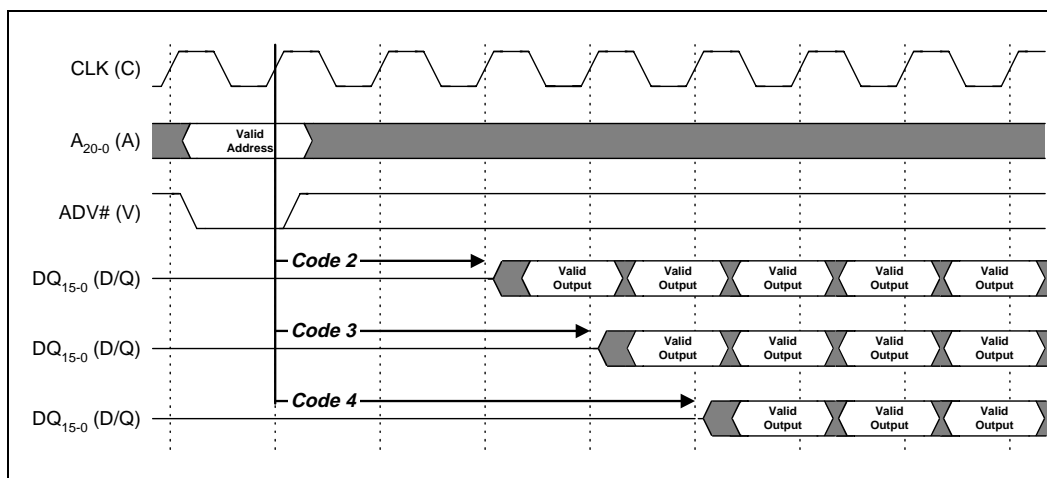 CLK (C)
A20-0 (A)
Valid
Address
ADV# (V)
Code 2
DQ15-0 (D/Q)
Valid
Output
Valid
Output
Valid
Output
Valid
Output
Valid
Output
Code 3
DQ15-0 (D/Q)
Valid
Output
Valid
Output
Valid
Output
Valid
Output
Code 4
DQ15-0 (D/Q)
Valid
Output
Valid
Output
Valid
Output